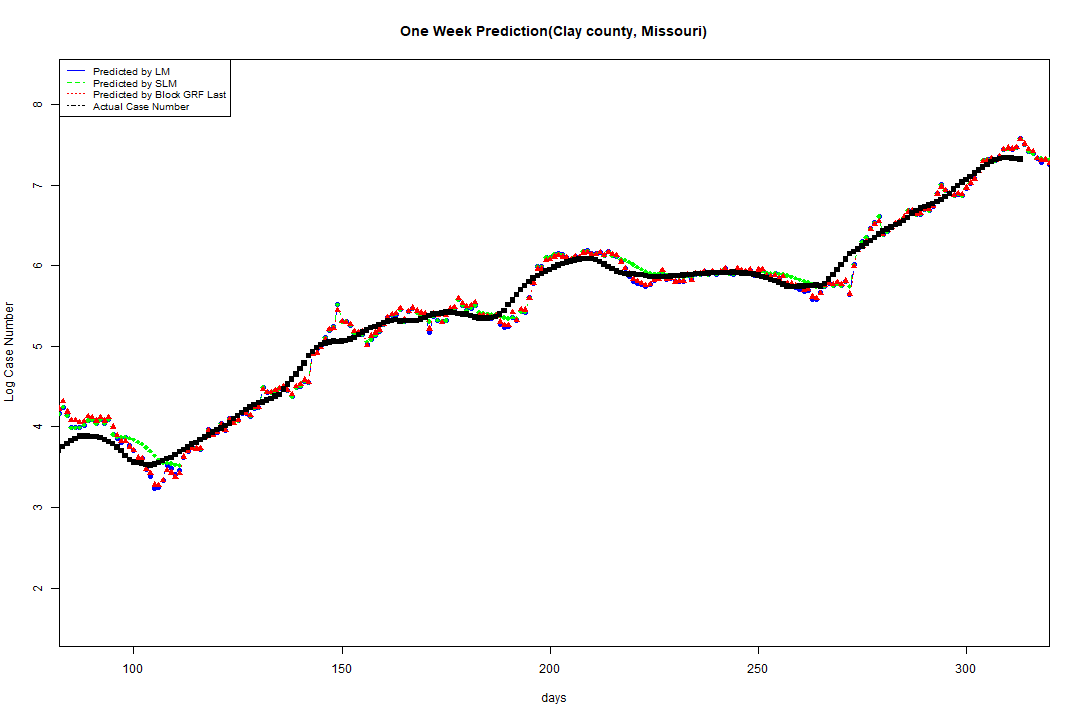 One Week Prediction(Clay county, Missouri)
Predicted by LM
Predicted by SLM
Predicted by Block GRF Last
Actual Case Number
8
7
6
5
4
3
2
Log Case Number
100 150 200 250 300
days